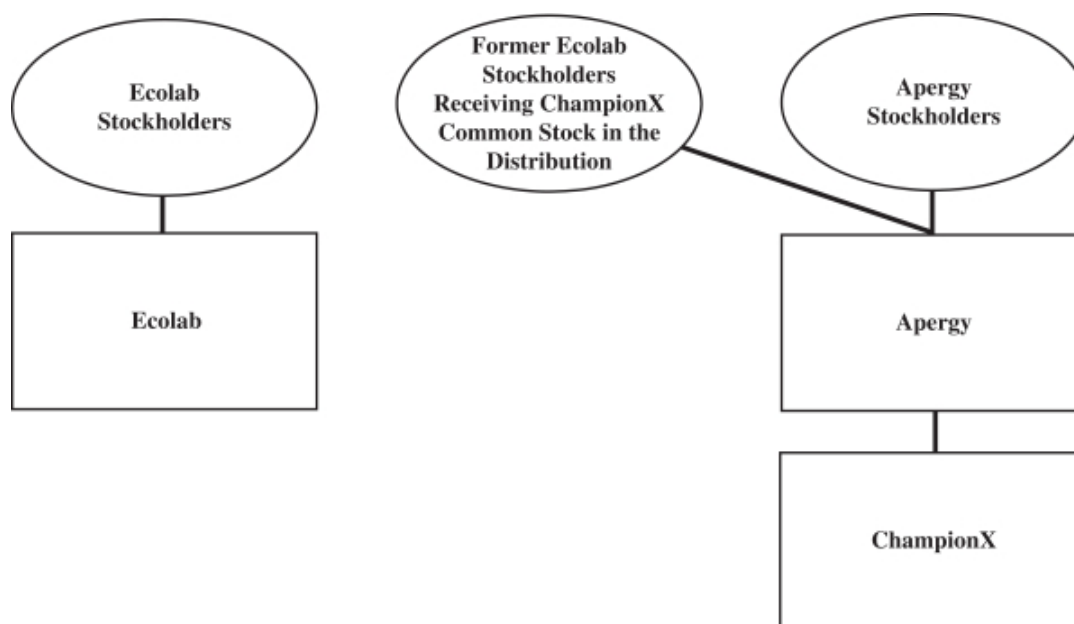 Ecolab
Stockholders
Former Ecolab
Stockholders
Receiving ChampionX
Common Stock in the
Distribution
Apergy
Stockholders
Ecolab
Apergy
ChampionX